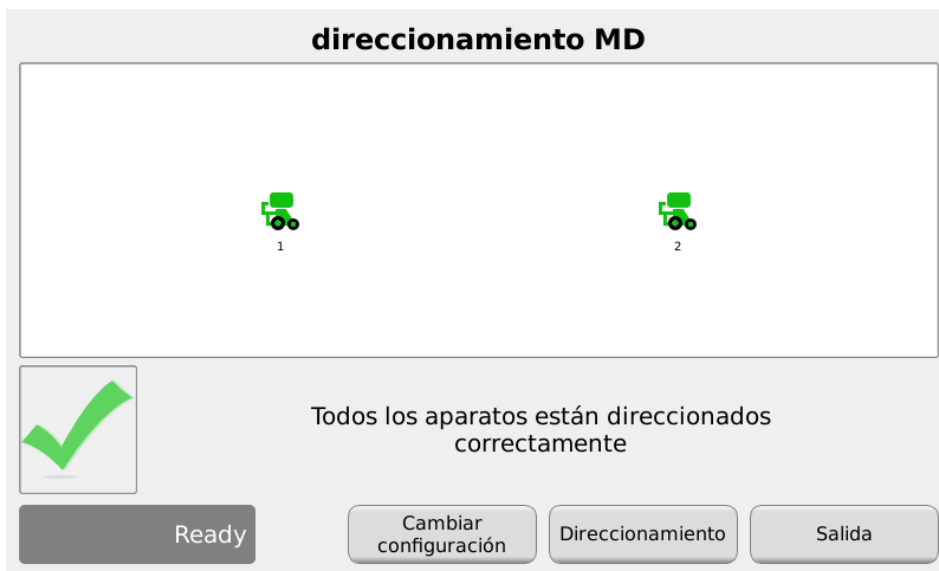 direccionamiento MD
1
2
Todos los aparatos están direccionados
correctamente
Ready
Cambiar
configuración
Direccionamiento
Salida